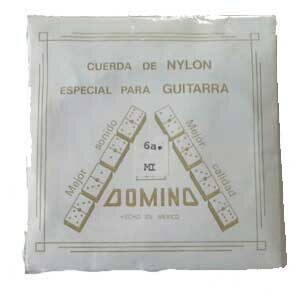 CUERDA DE NYLON
ESPECIAL PARA GUITARRA
Mejor sonido
6a.
MI
Mejor calidad
DOMINO
HECHO EN MEXICO